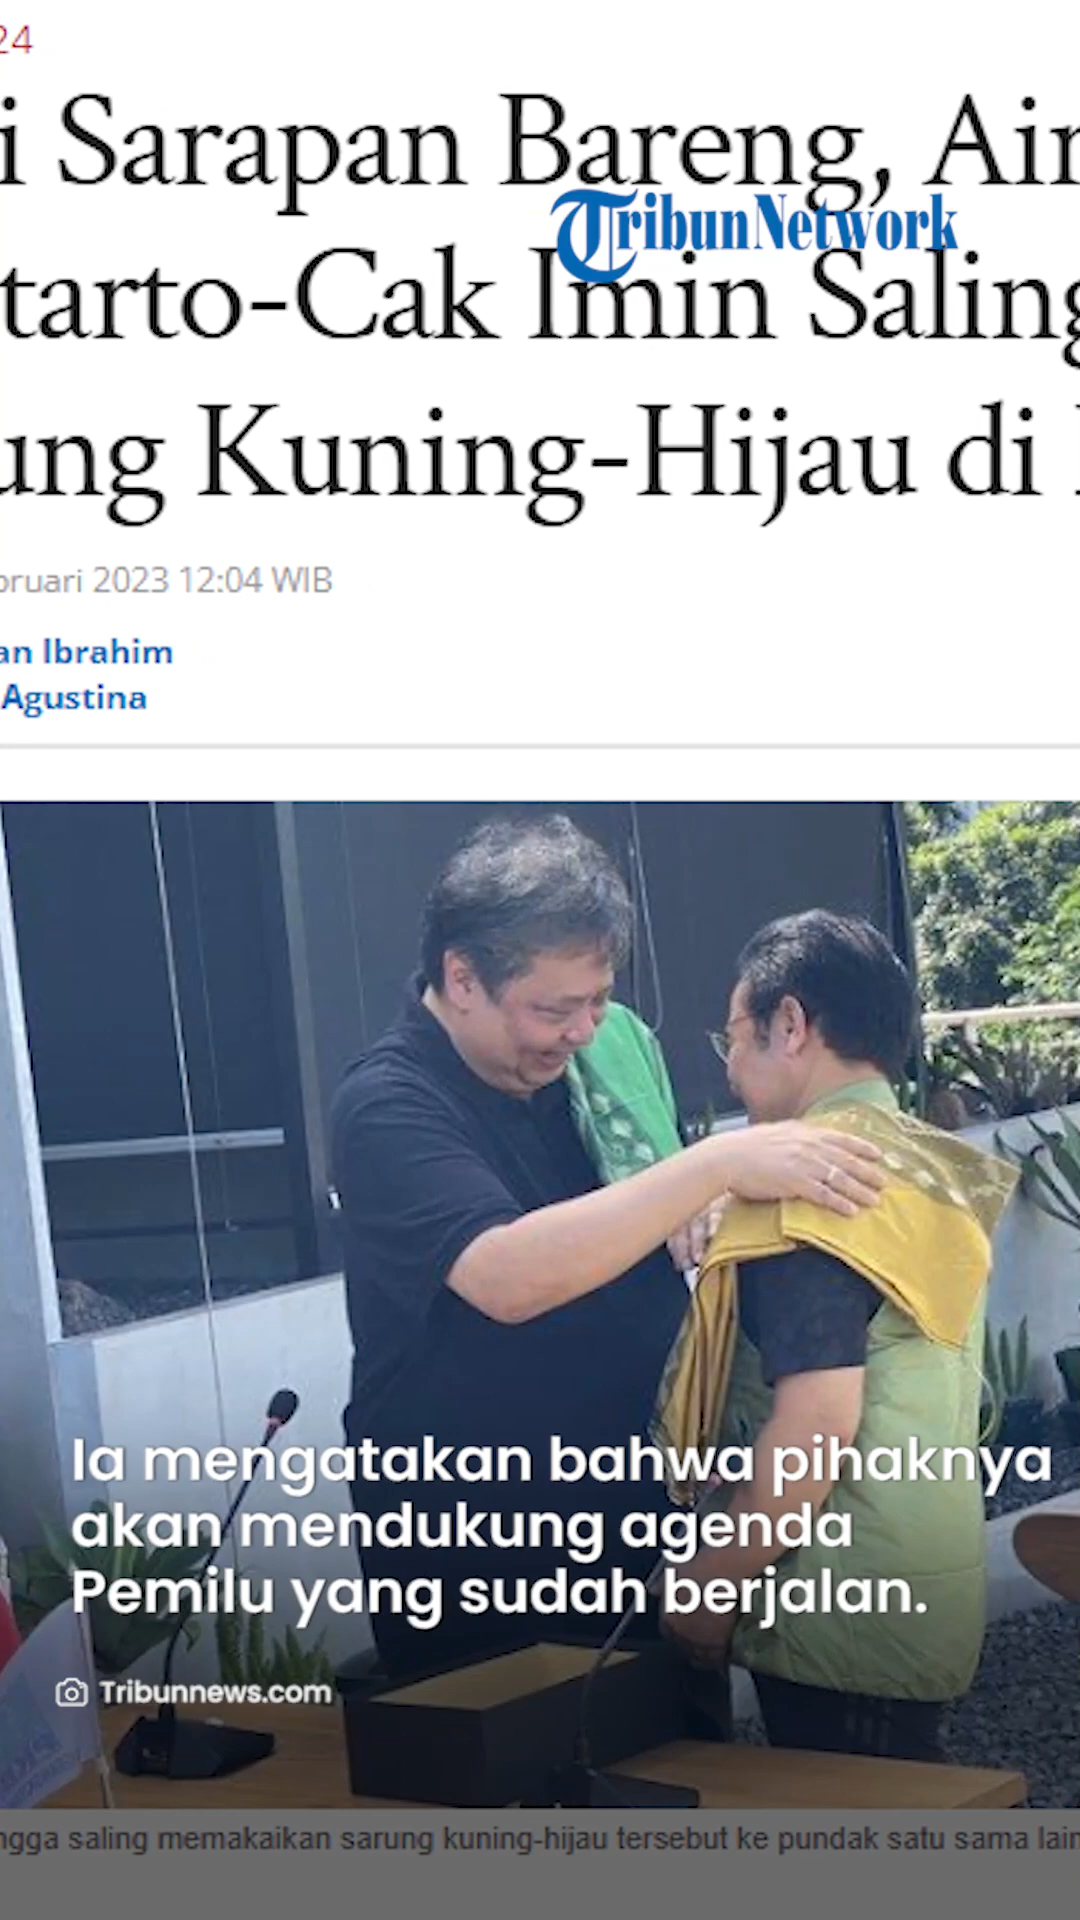 24
i Sarapan Bareng, Air
TribunNetwork
tarto-Cak Imin Saling
ung Kuning-Hijau di
bruari 2023 12:04 WIB
an Ibrahim
Agustina
Ia mengatakan bahwa pihaknya
akan mendukung agenda
Pemilu yang sudah berjalan.
Tribunnews.com
ngga saling memakaikan sarung kuning-hijau tersebut ke pundak satu sama lain